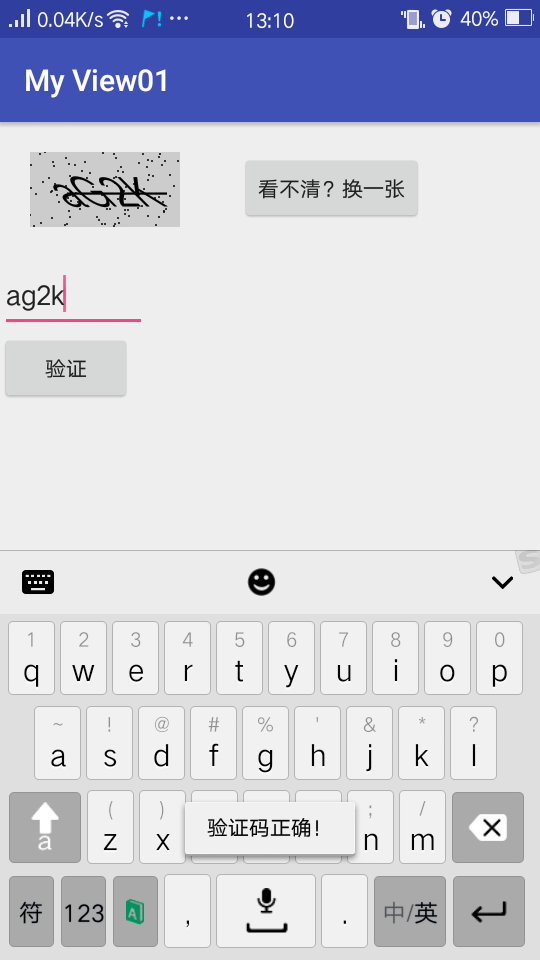 0.04K/s 13:10 40%
My View01
看不清？换一张
ag2k
验证
1 2 3 4 5 6 7 8 9 0
q w e r t y u i o p
~ ! @ # % ' & * ?
a s d f g h j k l
( ) ; /
a z x n m
验证码正确！
符 123 , . 中/英